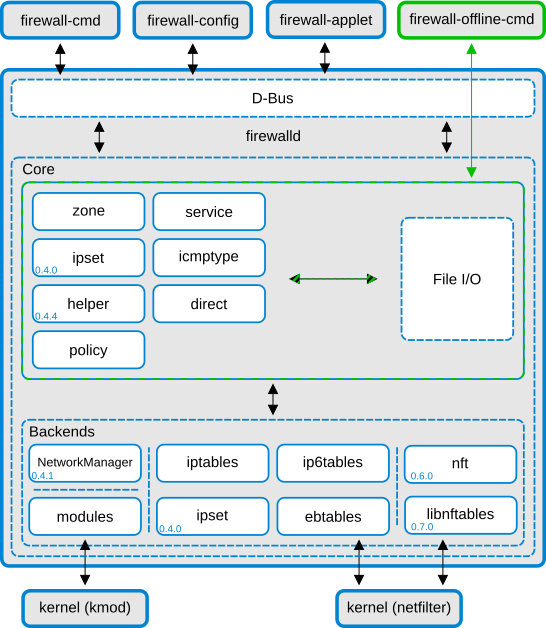 firewall-cmd
firewall-config
firewall-applet
firewall-offline-cmd
D-Bus
firewalld
Core
zone
service
ipset
0.4.0
icmptype
helper
0.4.4
direct
policy
File I/O
Backends
NetworkManager
0.4.1
iptables
ip6tables
nft
0.6.0
modules
ipset
0.4.0
ebtables
libnftables
0.7.0
kernel (kmod)
kernel (netfilter)